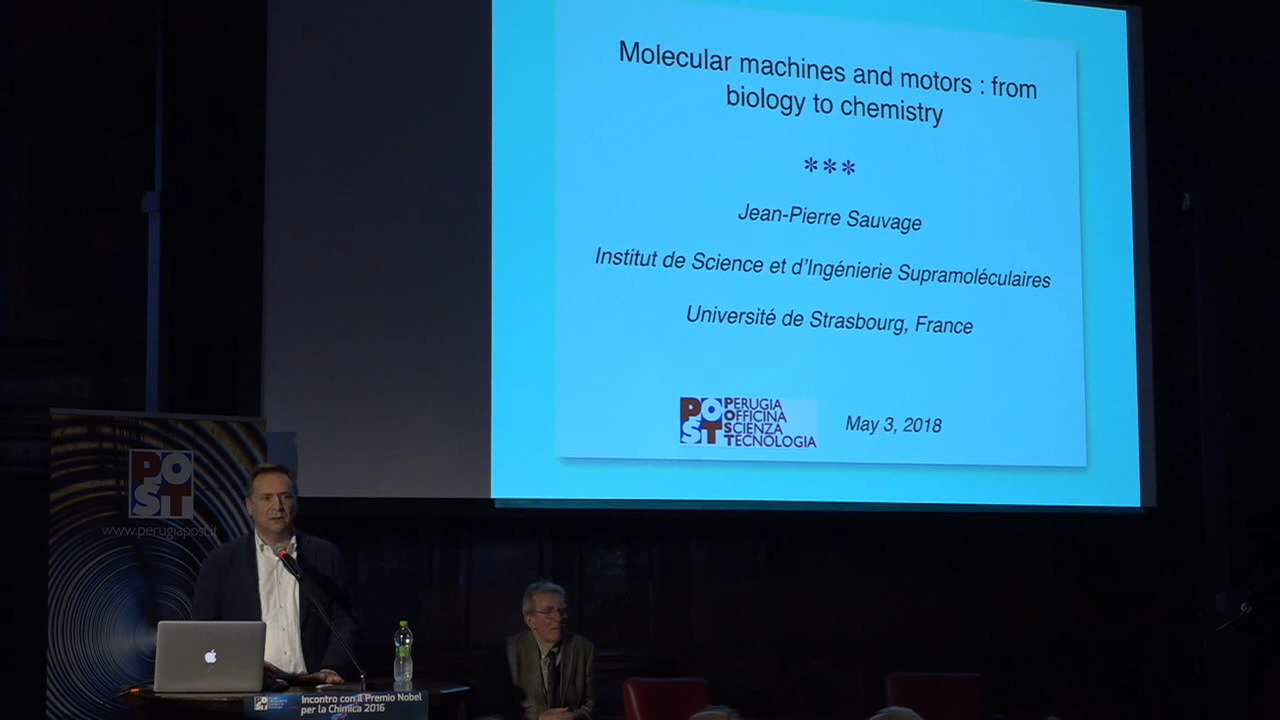 Molecular machines and motors : from
biology to chemistry
***
Jean-Pierre Sauvage
Institut de Science et d'Ingénierie Supramoléculaires
Université de Strasbourg, France
POST
PERUGIA
OFFICINA
SCIENZA
TECNOLOGIA
May 3, 2018
POST
www.perugiapost.it
POST
Incontro con il Premio Nobel
per la Chimica 2016